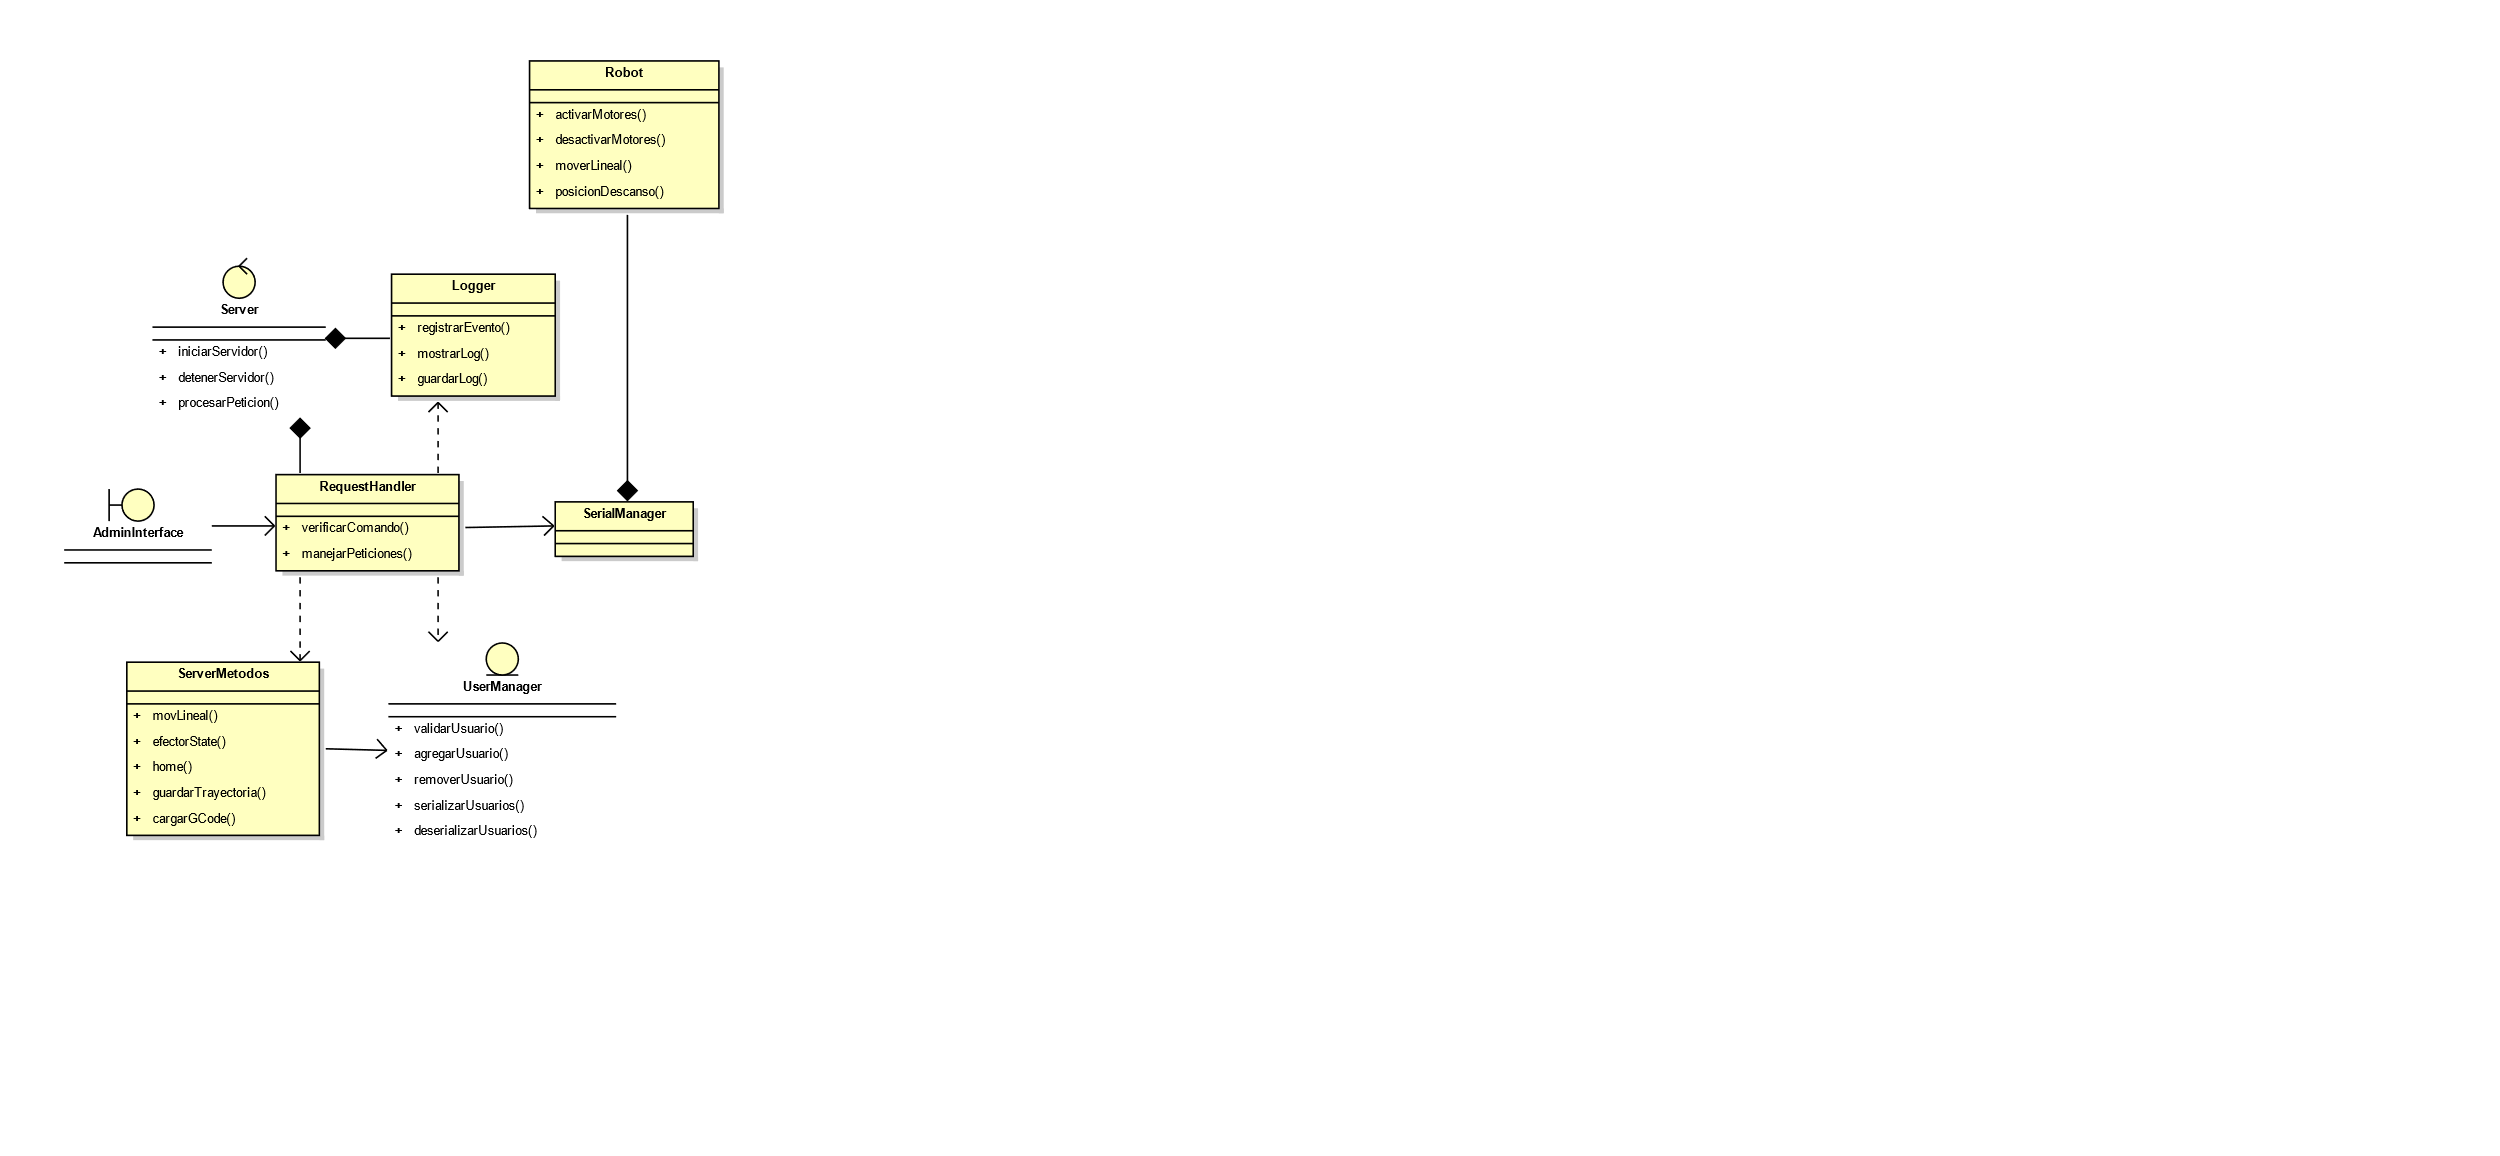 Robot
+ activarMotores()
+ desactivarMotores()
+ moverLineal()
+ posicionDescanso()
Server
+ iniciarServidor()
+ detenerServidor()
+ procesarPeticion()
Logger
+ registrarEvento()
+ mostrarLog()
+ guardarLog()
AdminInterface
RequestHandler
+ verificarComando()
+ manejarPeticiones()
SerialManager
ServerMetodos
+ movLineal()
+ efectorState()
+ home()
+ guardarTrayectoria()
+ cargarGCode()
UserManager
+ validarUsuario()
+ agregarUsuario()
+ removerUsuario()
+ serializarUsuarios()
+ deserializarUsuarios()